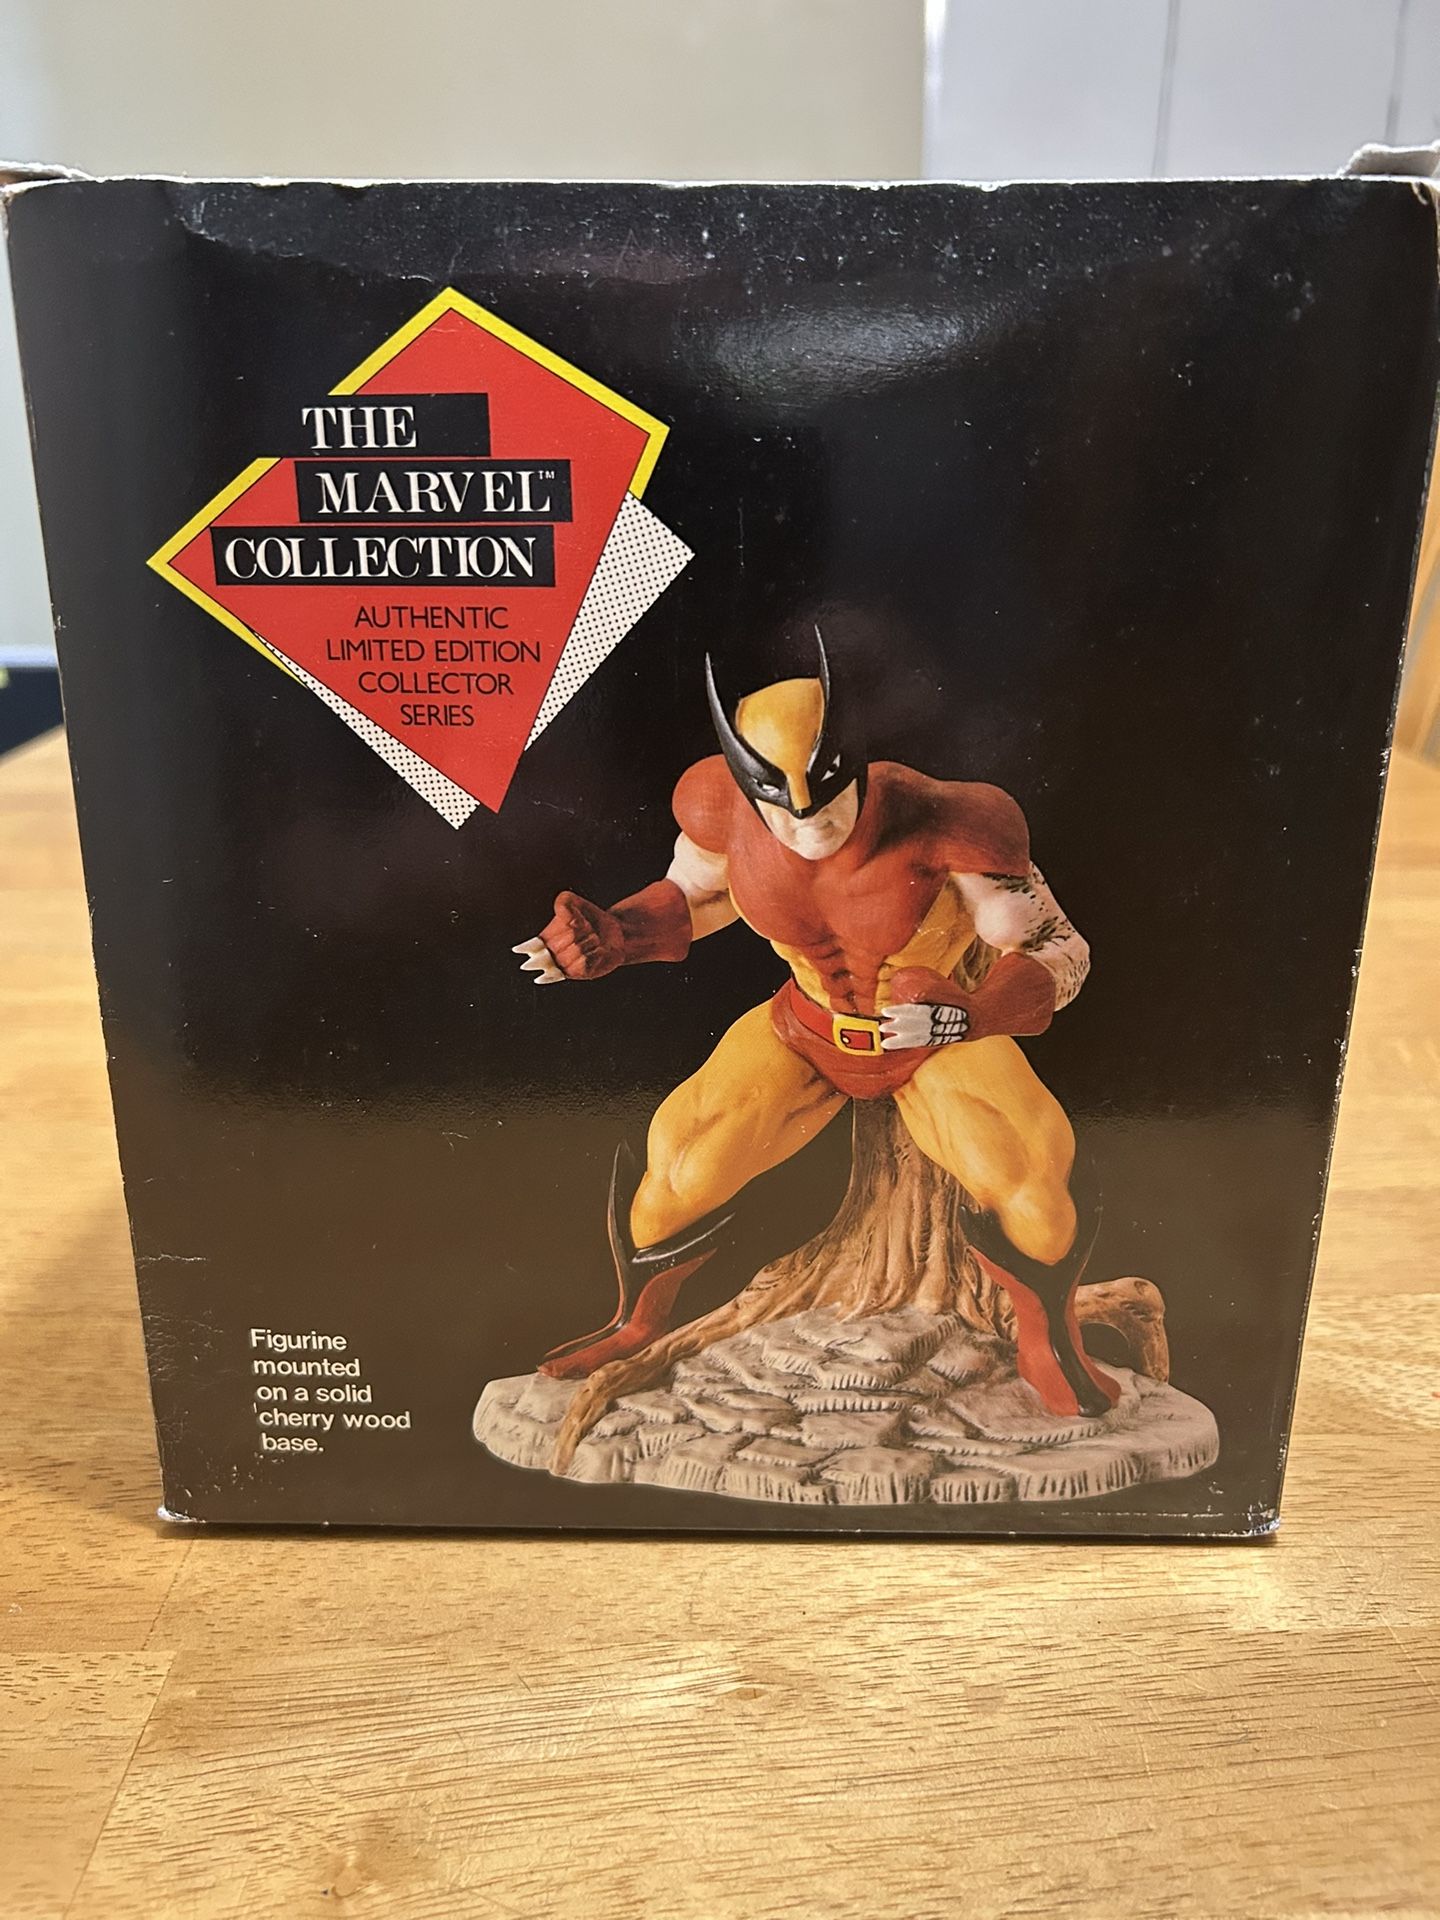 THE
MARVEL™
COLLECTION
AUTHENTIC
LIMITED EDITION
COLLECTOR
SERIES
Figurine
mounted
on a solid
cherry wood
base.